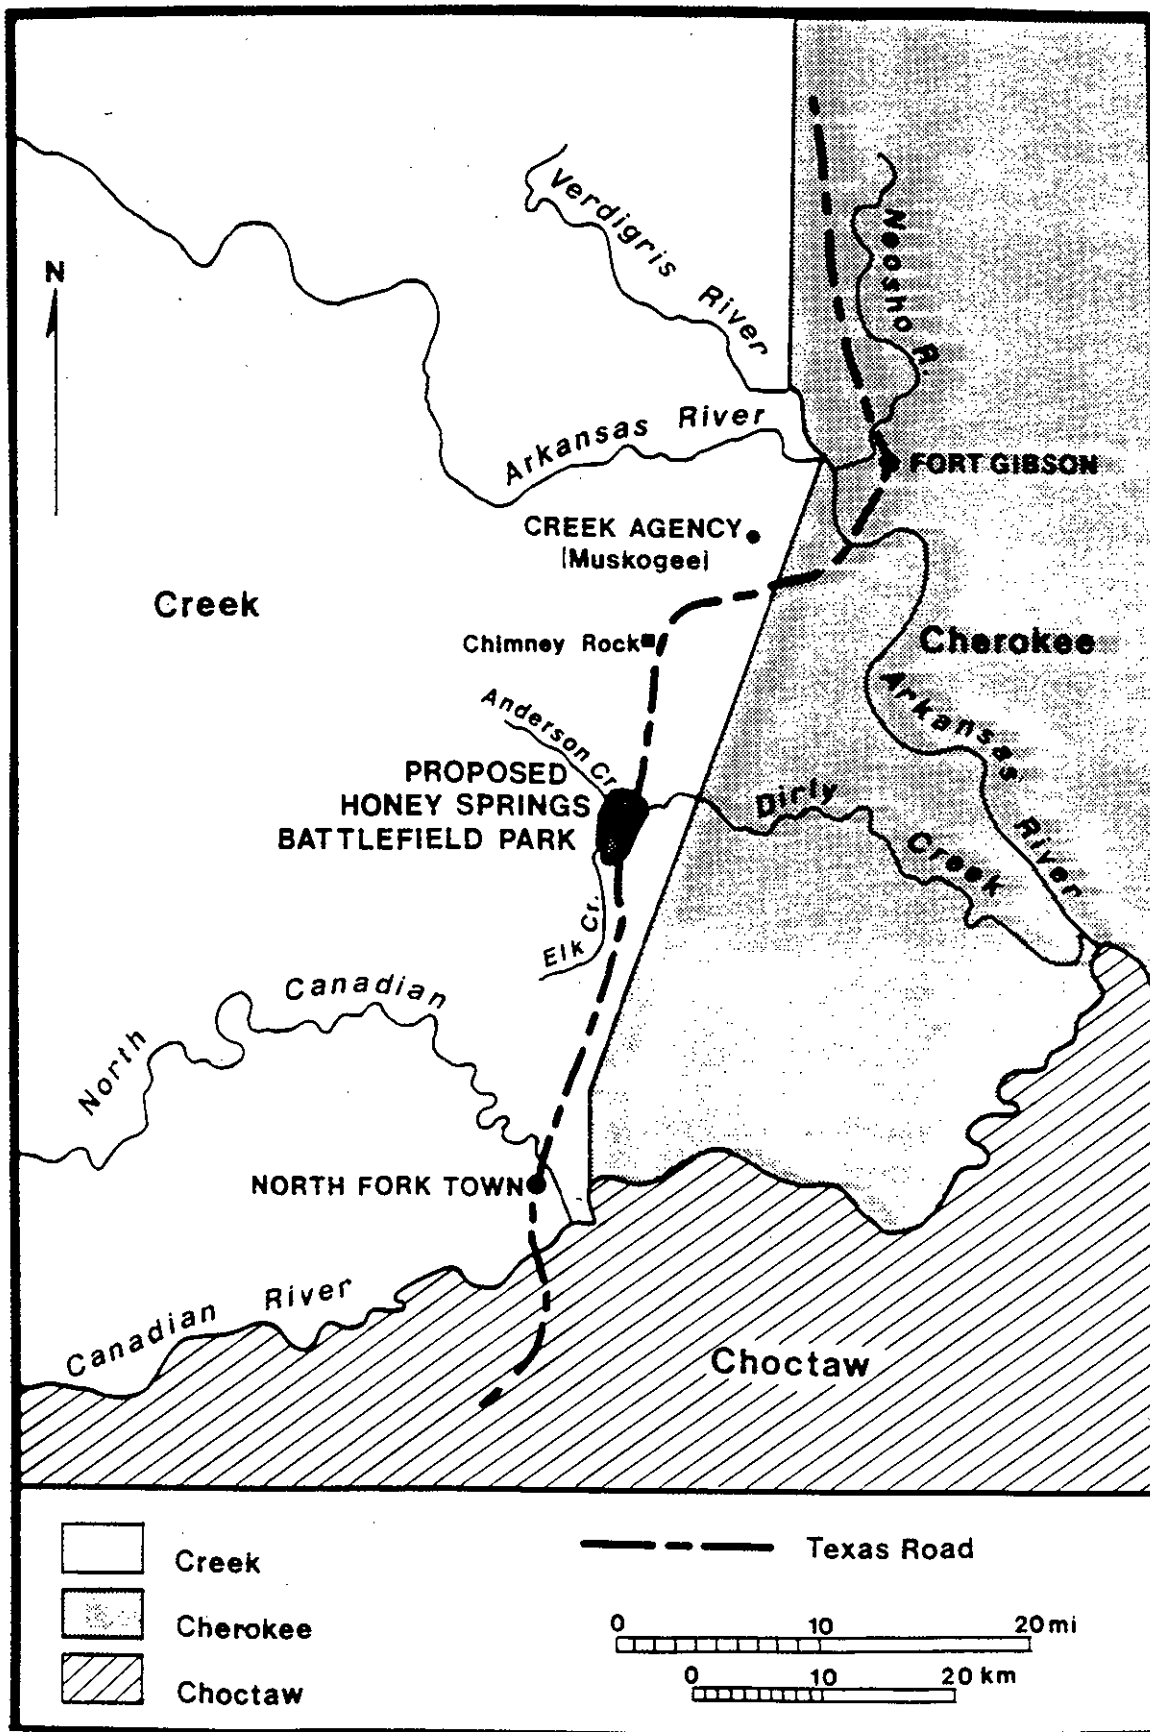 N
Verdigris River
Neosho R.
Arkansas River
FORT GIBSON
CREEK AGENCY
(Muskogee)
Creek
Chimney Rock
Cherokee
Arkansas River
Anderson Cr
PROPOSED
HONEY SPRINGS
BATTLEFIELD PARK
Dirly Creek
Elk Cr.
North Canadian
NORTH FORK TOWN
Canadian River
Choctaw
Creek
Cherokee
Choctaw
Texas Road
0 10 20 mi
0 10 20 km